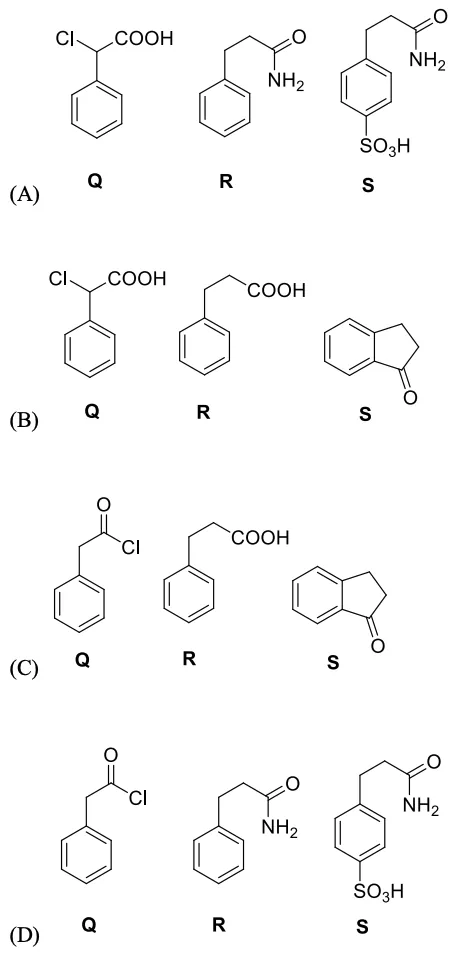 Cl COOH O NH2 O NH2 SO3H
Q R S
(A)
Cl COOH COOH O
Q R S
(B)
O Cl COOH O
Q R S
(C)
O Cl O NH2 O NH2 SO3H
Q R S
(D)